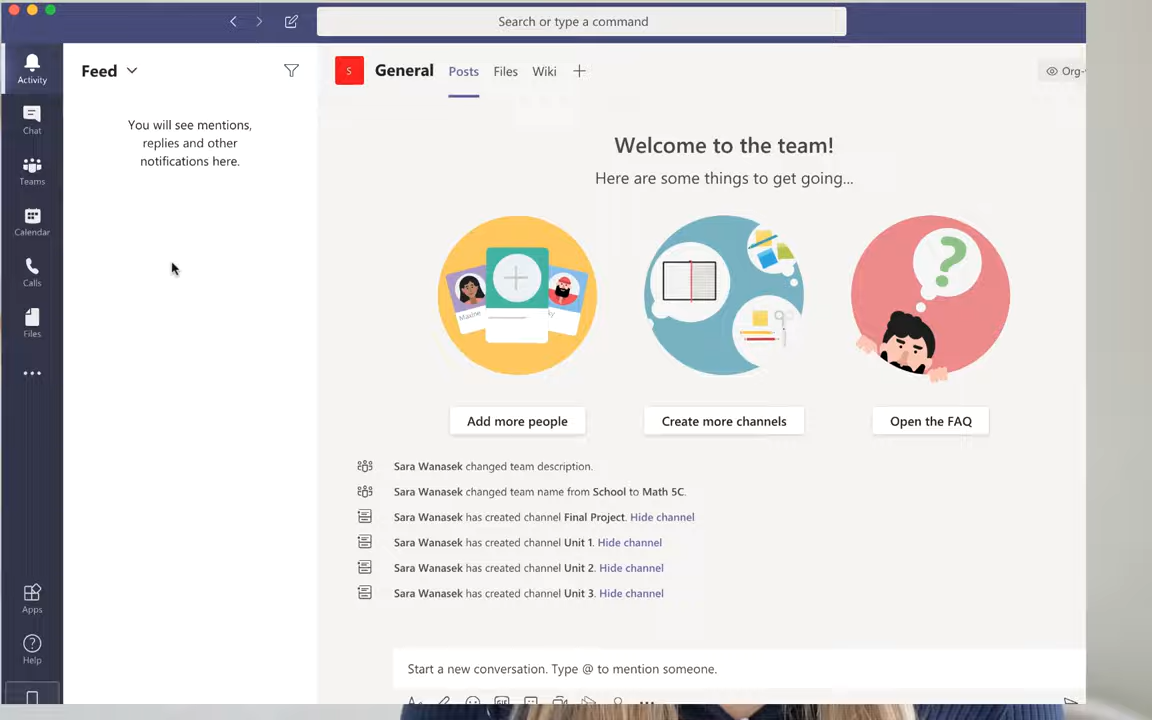 Search or type a command
Activity
Chat
Teams
Calendar
Calls
Files
Apps
Help
Feed
You will see mentions,
replies and other
notifications here.
S
General Posts Files Wiki
Org-
Welcome to the team!
Here are some things to get going...
Maxine
Add more people
Create more channels
Open the FAQ
Sara Wanasek changed team description.
Sara Wanasek changed team name from School to Math 5C.
Sara Wanasek has created channel Final Project. Hide channel
Sara Wanasek has created channel Unit 1. Hide channel
Sara Wanasek has created channel Unit 2. Hide channel
Sara Wanasek has created channel Unit 3. Hide channel
Start a new conversation. Type @ to mention someone.